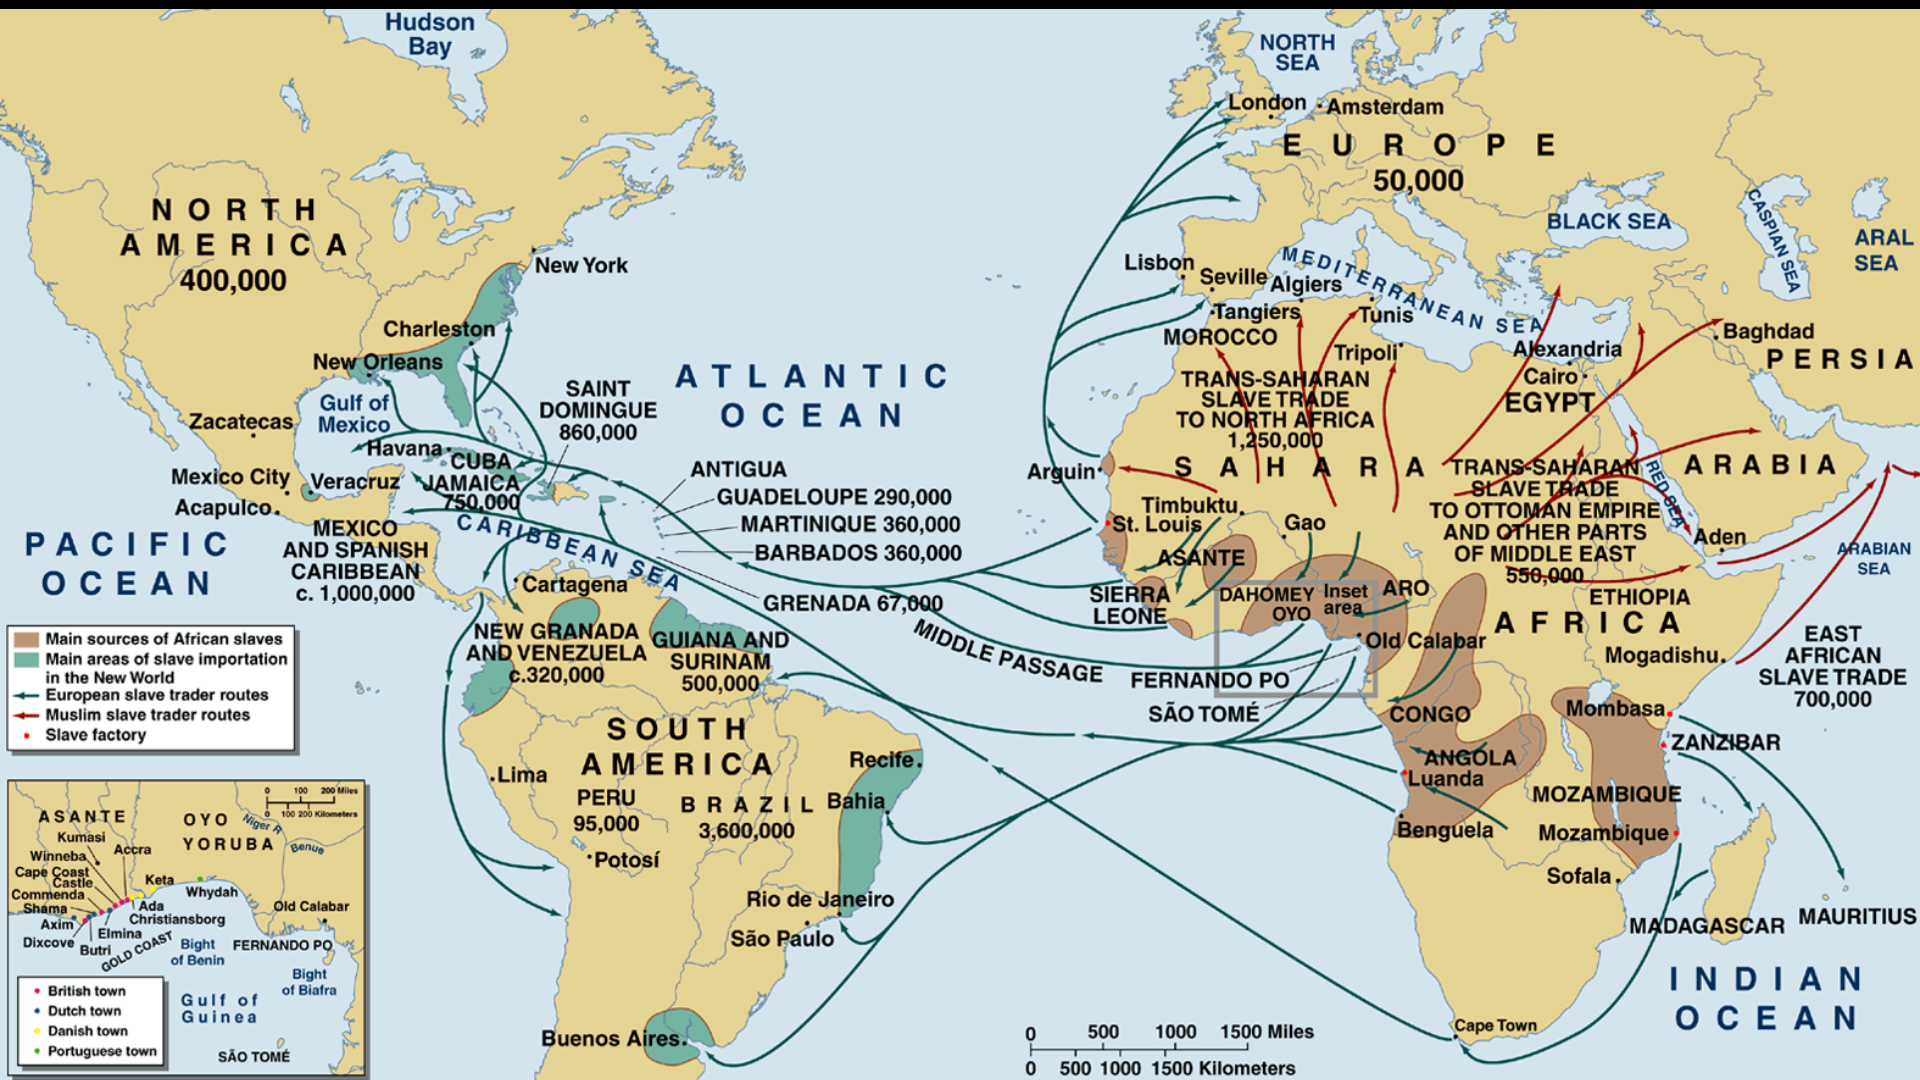 Hudson
Bay
NORTH
SEA
London
Amsterdam
EUROPE
50,000
NORTH
AMERICA
400,000
New York
BLACK SEA
CASPIAN SEA
ARAL
SEA
Lisbon
Seville
Algiers
MEDITERRANEAN SEA
Tangiers
Tunis
MOROCCO
Tripoli
Alexandria
Cairo
EGYPT
Baghdad
PERSIA
Charleston
New Orleans
Gulf of
Mexico
ATLANTIC
OCEAN
SAINT
DOMINGUE
860,000
TRANS-SAHARAN
SLAVE TRADE
TO NORTH AFRICA
1,250,000
SAHARA
Zacatecas
Havana
CUBA
JAMAICA
750,000
Mexico City
Veracruz
Acapulco
ANTIGUA
GUADELOUPE 290,000
MARTINIQUE 360,000
BARBADOS 360,000
Arguin
Timbuktu
St. Louis
Gao
TRANS-SAHARAN
SLAVE TRADE
TO OTTOMAN EMPIRE
AND OTHER PARTS
OF MIDDLE EAST
550,000
RED SEA
ARABIA
Aden
ARABIAN
SEA
PACIFIC
OCEAN
MEXICO
AND SPANISH
CARIBBEAN
c. 1,000,000
CARIBBEAN SEA
Cartagena
GRENADA 67,000
ASANTE
SIERRA
LEONE
DAHOMEY
OYO
Inset
area
ARO
ETHIOPIA
AFRICA
Old Calabar
Mogadishu
EAST
AFRICAN
SLAVE TRADE
700,000
MIDDLE PASSAGE
FERNANDO PO
SÃO TOMÉ
NEW GRANADA
AND VENEZUELA
c.320,000
GUIANA AND
SURINAM
500,000
Main sources of African slaves
Main areas of slave importation
in the New World
European slave trader routes
Muslim slave trader routes
Slave factory
CONGO
Mombasa
ZANZIBAR
ANGOLA
Luanda
MOZAMBIQUE
Benguela
Mozambique
Sofala
MADAGASCAR
MAURITIUS
SOUTH
AMERICA
Lima
PERU
95,000
BRAZIL
3,600,000
Recife
Bahia
Potosí
Rio de Janeiro
São Paulo
Buenos Aires
INDIAN
OCEAN
Cape Town
0 500 1000 1500 Miles
0 500 1000 1500 Kilometers
0 100 200 Miles
0 100 200 Kilometers
ASANTE
OYO
YORUBA
Niger R
Benue
Kumasi
Accra
Winneba
Cape Coast
Castle
Commenda
Shama
Axim
Dixcove
Butri
Elmina
Keta
Ada
Christiansborg
Whydah
Old Calabar
GOLD COAST
Bight
of Benin
FERNANDO PO
Bight
of Biafra
Gulf of
Guinea
SÃO TOMÉ
British town
Dutch town
Danish town
Portuguese town